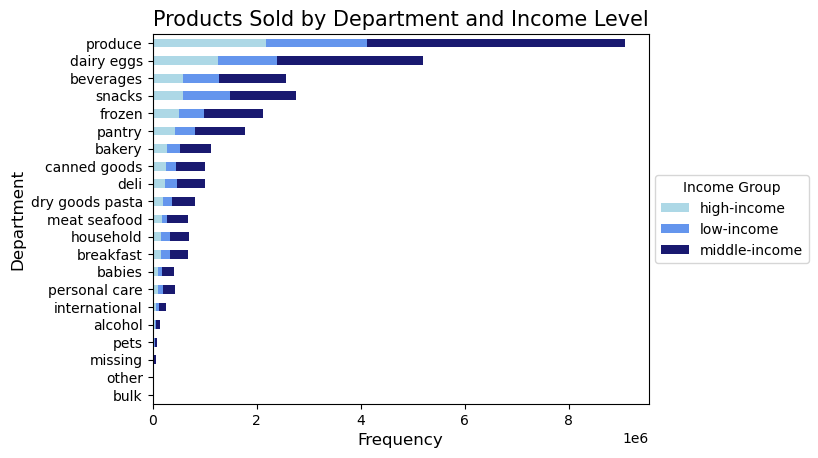 Products Sold by Department and Income Level
produce
dairy eggs
beverages
snacks
frozen
pantry
bakery
canned goods
deli
dry goods pasta
meat seafood
household
breakfast
babies
personal care
international
alcohol
pets
missing
other
bulk
Department
0 2 4 6 8
1e6
Frequency
Income Group
high-income
low-income
middle-income